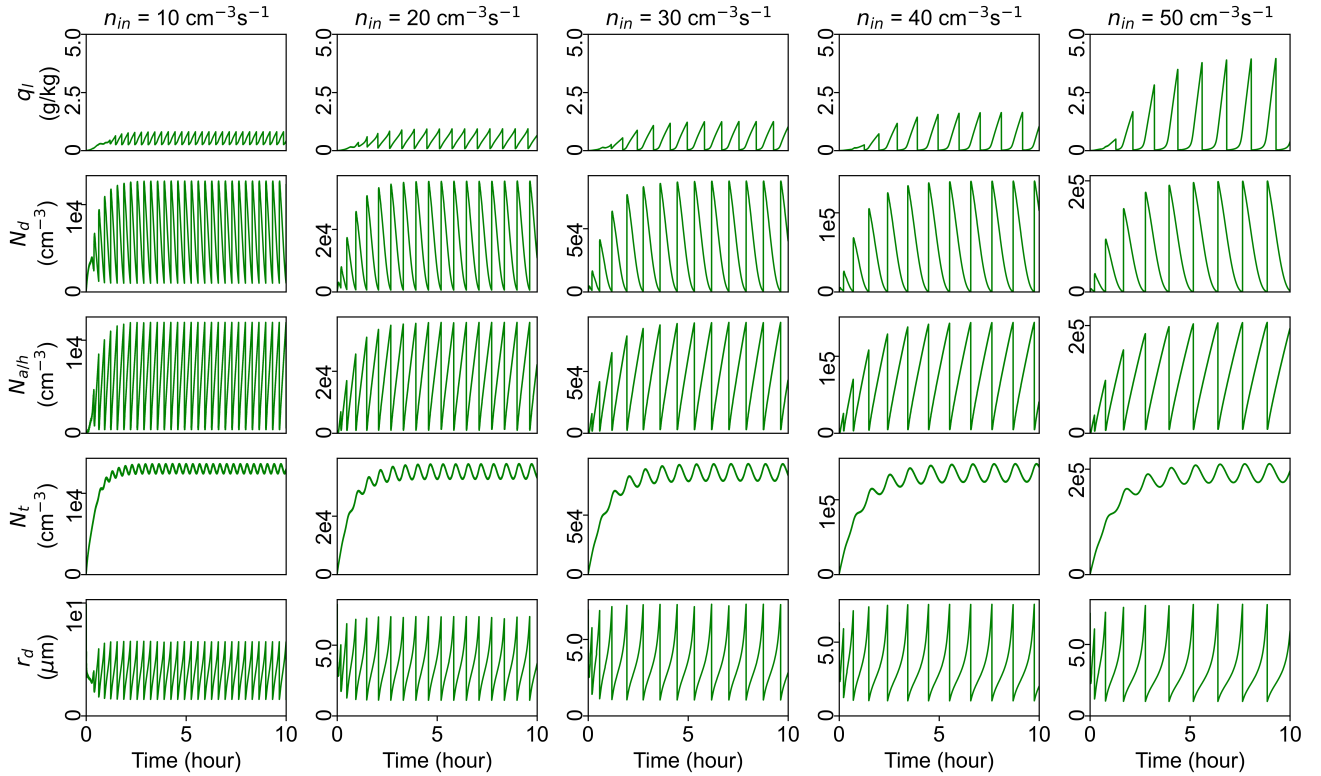 n_in = 10 cm⁻³s⁻¹ n_in = 20 cm⁻³s⁻¹ n_in = 30 cm⁻³s⁻¹ n_in = 40 cm⁻³s⁻¹ n_in = 50 cm⁻³s⁻¹
q_l
(g/kg)
5.0 5.0 5.0 5.0 5.0
2.5 2.5 2.5 2.5 2.5
0 0 0 0 0
N_d
(cm⁻³)
1e4 2e4 5e4 1e5 2e5
0 0 0 0 0
N_a/h
(cm⁻³)
1e4 2e4 5e4 1e5 2e5
0 0 0 0 0
N_t
(cm⁻³)
1e4 2e4 5e4 1e5 2e5
0 0 0 0 0
r_d
(μm)
1e1 5.0 5.0 5.0 5.0
0 0 0 0 0
0 5 10 0 5 10 0 5 10 0 5 10 0 5 10
Time (hour) Time (hour) Time (hour) Time (hour) Time (hour)